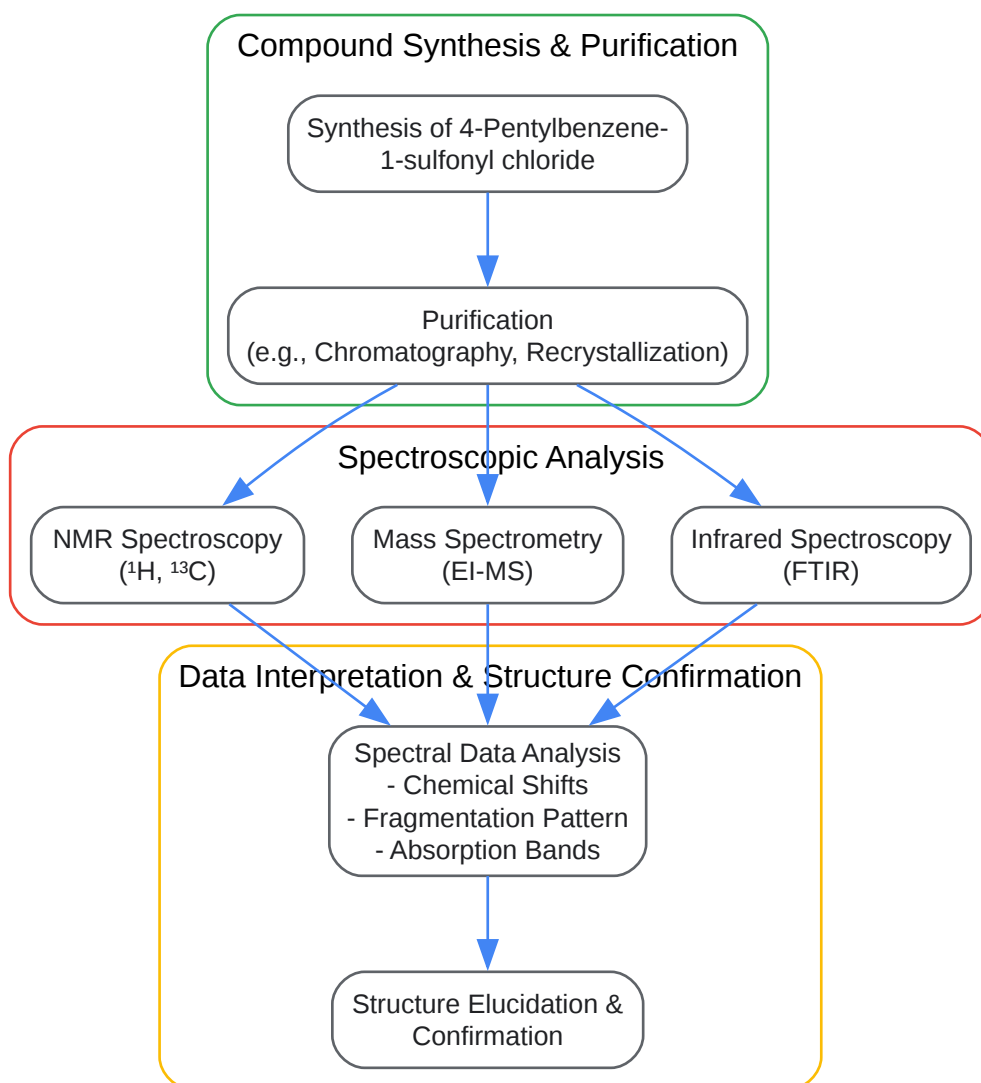 Compound Synthesis & Purification
Synthesis of 4-Pentylbenzene-
1-sulfonyl chloride
Purification
(e.g., Chromatography, Recrystallization)
Spectroscopic Analysis
NMR Spectroscopy
(¹H, ¹³C)
Mass Spectrometry
(EI-MS)
Infrared Spectroscopy
(FTIR)
Data Interpretation & Structure Confirmation
Spectral Data Analysis
- Chemical Shifts
- Fragmentation Pattern
- Absorption Bands
Structure Elucidation &
Confirmation